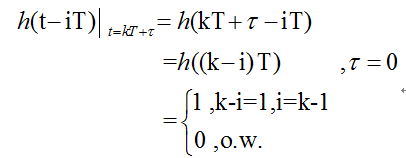 h(t−iT)| t=kT+τ = h(kT+τ −iT)
=h((k−i)T) ,τ = 0
={1 ,k-i=1,i=k-1
0 ,o.w.